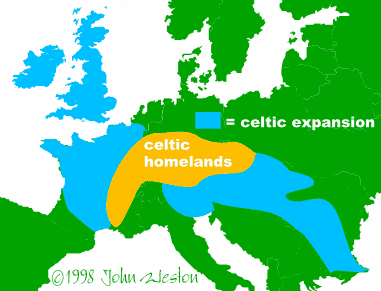 = celtic expansion
celtic
homelands
©1998 John Weston